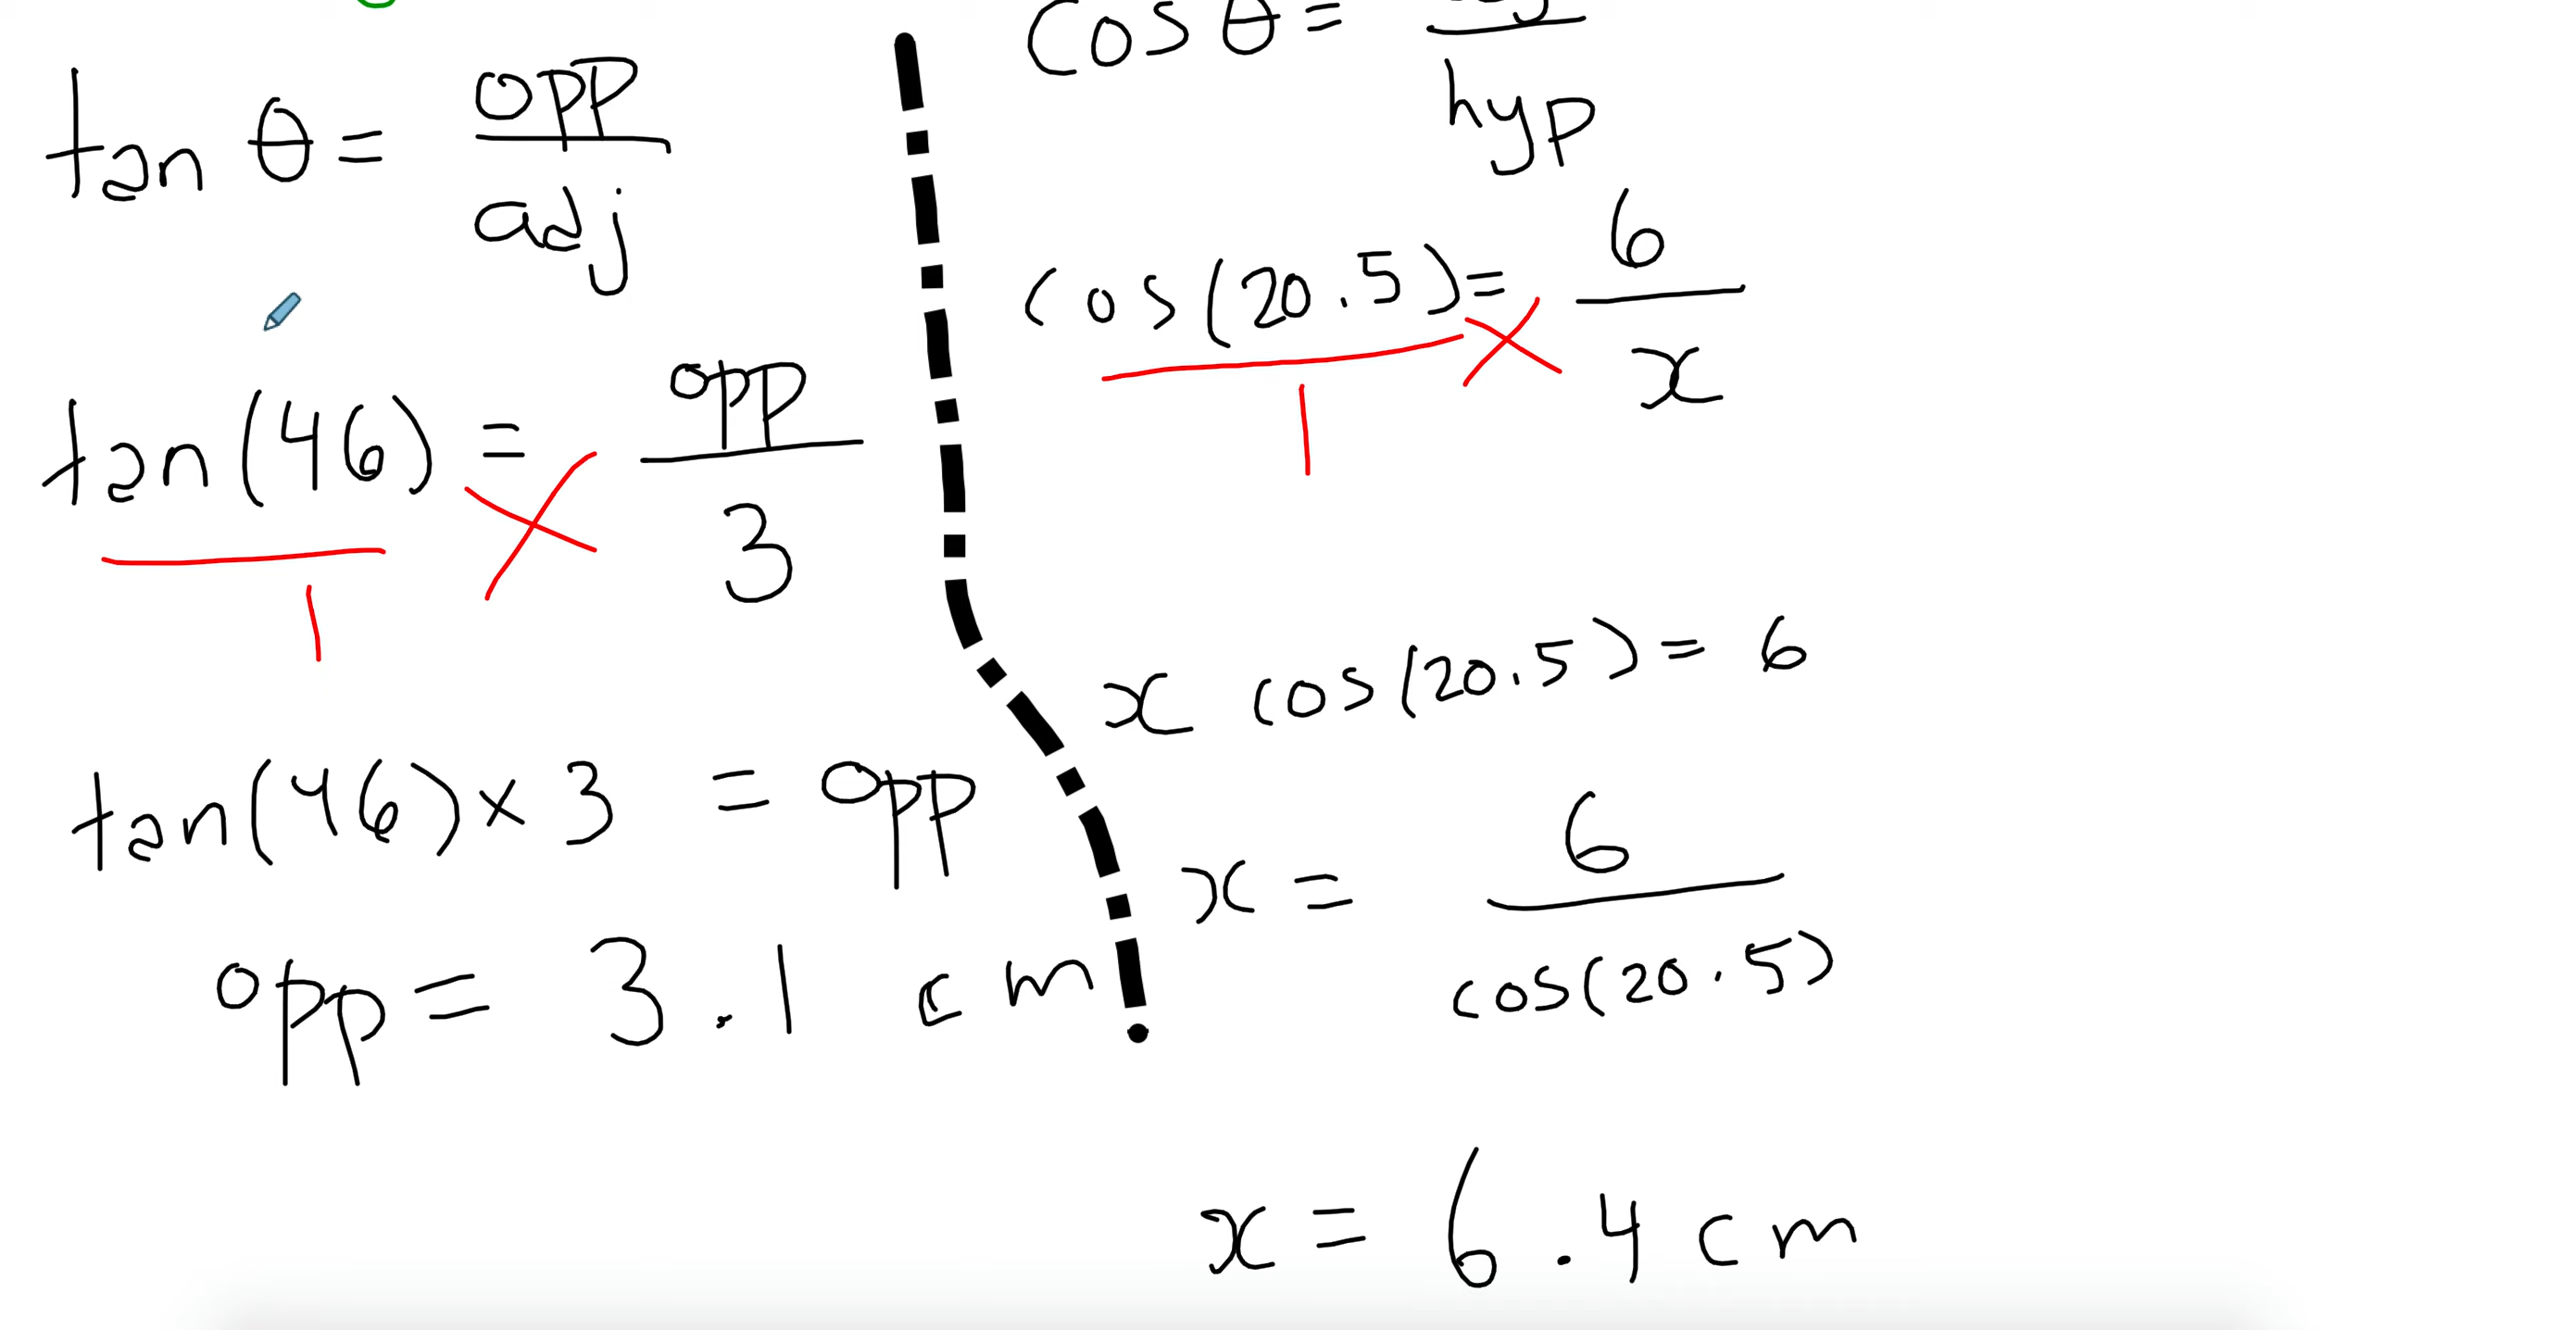 tan θ = opp
adj
tan(46) = opp
3
1
tan(46) × 3 = opp
opp = 3.1 cm
cos θ =
hyp
cos(20.5) = 6
x
1
x cos(20.5) = 6
x = 6
cos(20.5)
x = 6.4 cm